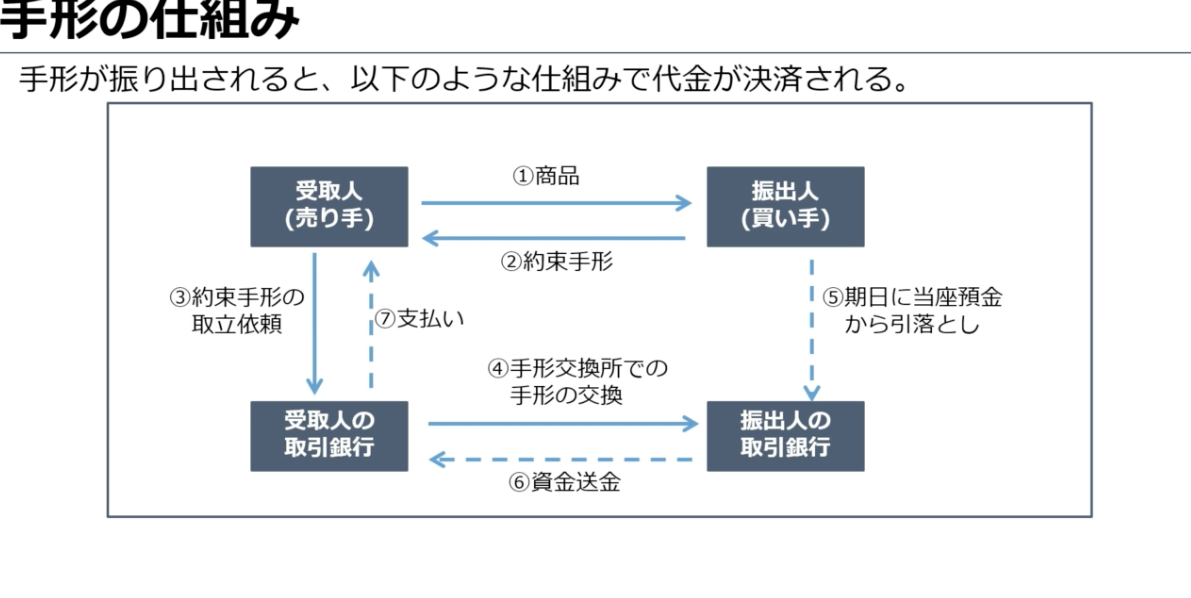 手形の仕組み
手形が振り出されると、以下のような仕組みで代金が決済される。
受取人
(売り手)
①商品
振出人
(買い手)
②約束手形
③約束手形の
取立依頼
⑦支払い
⑤期日に当座預金
から引落とし
④手形交換所での
手形の交換
受取人の
取引銀行
振出人の
取引銀行
⑥資金送金